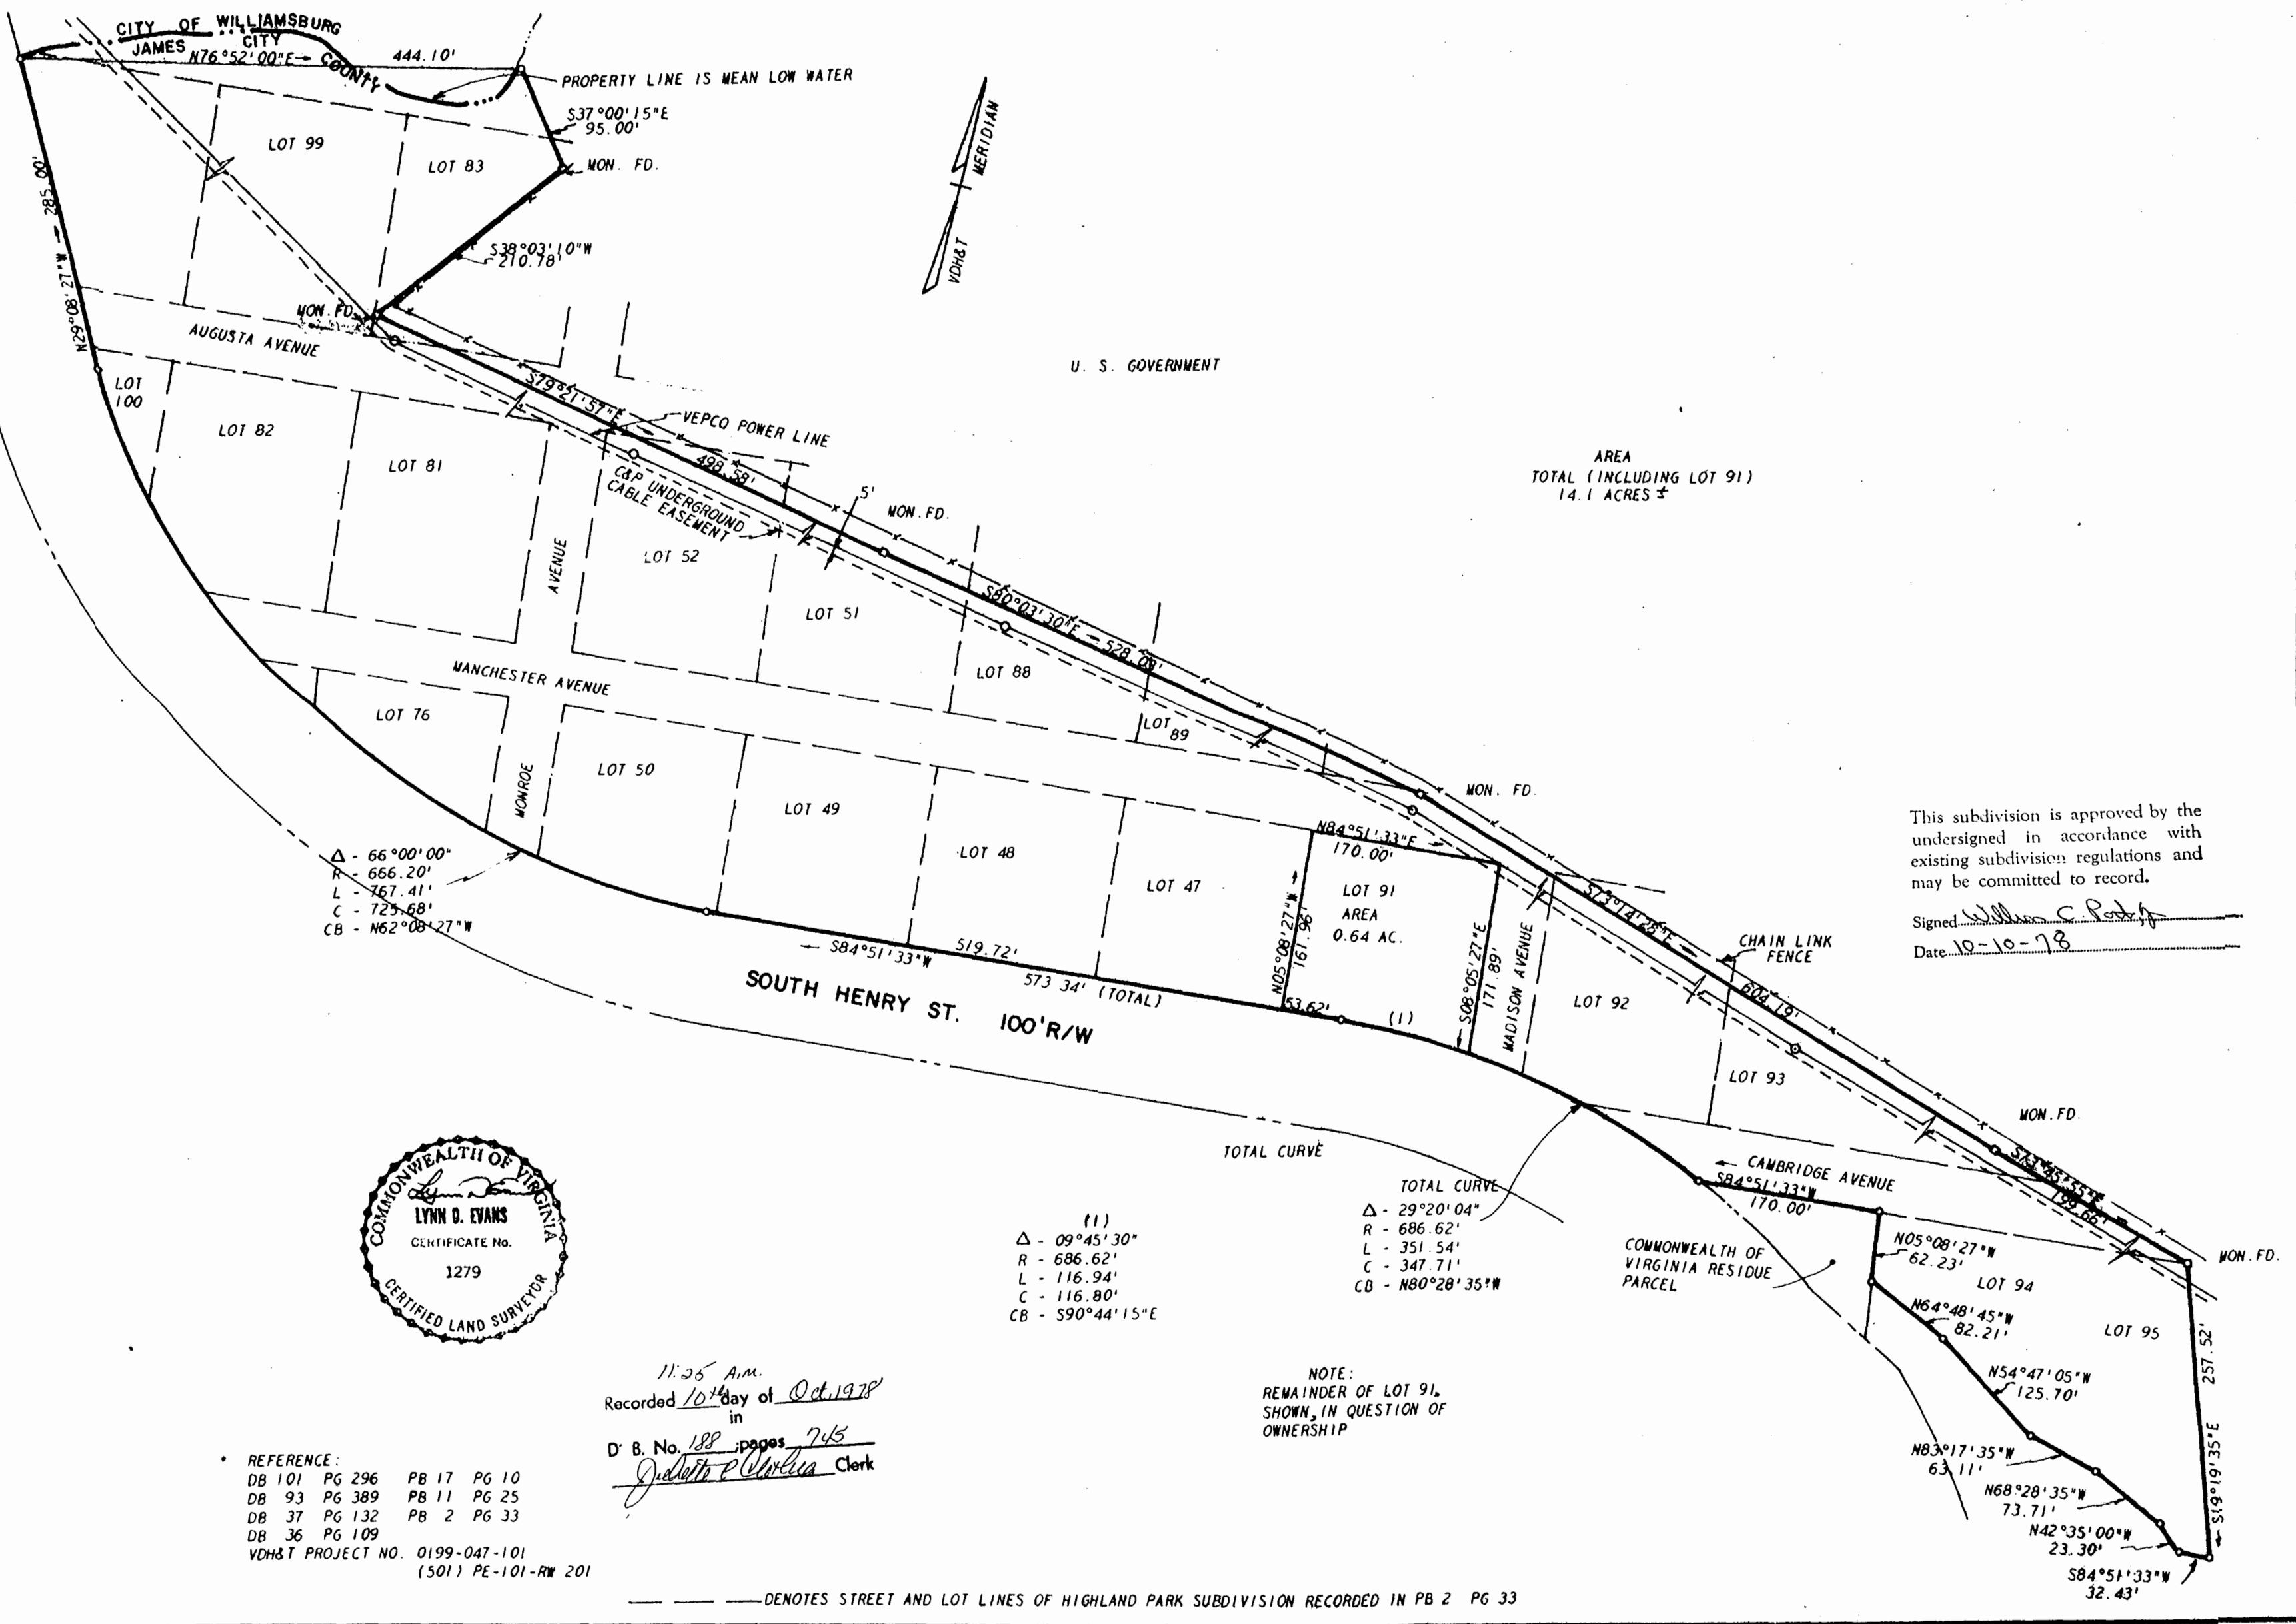 CITY OF WILLIAMSBURG
JAMES CITY COUNTY
N76°52'00"E 444.10'
PROPERTY LINE IS MEAN LOW WATER
S37°00'15"E
95.00'
MON. FD.
LOT 99
LOT 83
N29°08'27"W 285.00'
S38°03'10"W
210.78'
MON. FD.
AUGUSTA AVENUE
VDH&T MERIDIAN
U. S. GOVERNMENT
LOT
100
LOT 82
LOT 81
S79°21'57"E
498.58'
VEPCO POWER LINE
C&P UNDERGROUND
CABLE EASEMENT
5'
MON. FD.
AREA
TOTAL (INCLUDING LOT 91)
14.1 ACRES ±
AVENUE
LOT 52
LOT 51
S80°03'30"E 528.09'
LOT 88
LOT
89
MANCHESTER AVENUE
LOT 76
MONROE
LOT 50
LOT 49
LOT 48
LOT 47
MON. FD.
N84°51'33"E
170.00'
LOT 91
AREA
0.64 AC.
N05°08'27"W
161.96'
S08°05'27"E
171.89'
MADISON AVENUE
S73°14'28"E
604.19'
CHAIN LINK
FENCE
LOT 92
LOT 93
This subdivision is approved by the
undersigned in accordance with
existing subdivision regulations and
may be committed to record.
Signed
Date 10-10-78
Δ - 66°00'00"
R - 666.20'
L - 767.41'
C - 725.68'
CB - N62°08'27"W
S84°51'33"W 519.72'
573.34' (TOTAL)
53.62'
(1)
SOUTH HENRY ST. 100' R/W
MON. FD.
TOTAL CURVE
CAMBRIDGE AVENUE
S84°51'33"W
170.00'
S73°45'55"E
199.66'
MON. FD.
COMMONWEALTH OF VIRGINIA
LYNN D. EVANS
CERTIFICATE No.
1279
CERTIFIED LAND SURVEYOR
(1)
Δ - 09°45'30"
R - 686.62'
L - 116.94'
C - 116.80'
CB - S90°44'15"E
TOTAL CURVE
Δ - 29°20'04"
R - 686.62'
L - 351.54'
C - 347.71'
CB - N80°28'35"W
COMMONWEALTH OF
VIRGINIA RESIDUE
PARCEL
N05°08'27"W
62.23'
LOT 94
N64°48'45"W
82.21'
LOT 95
N54°47'05"W
125.70'
257.52'
S19°19'35"E
N83°17'35"W
63.11'
N68°28'35"W
73.71'
N42°35'00"W
23.30'
S84°51'33"W
32.43'
11:25 A.M.
Recorded 10th day of Oct, 1978
in
D. B. No. 188 ;pages 745
Clerk
NOTE:
REMAINDER OF LOT 91,
SHOWN, IN QUESTION OF
OWNERSHIP
REFERENCE:
DB 101 PG 296 PB 17 PG 10
DB 93 PG 389 PB 11 PG 25
DB 37 PG 132 PB 2 PG 33
DB 36 PG 109
VDH&T PROJECT NO. 0199-047-101
(501) PE-101-RW 201
DENOTES STREET AND LOT LINES OF HIGHLAND PARK SUBDIVISION RECORDED IN PB 2 PG 33